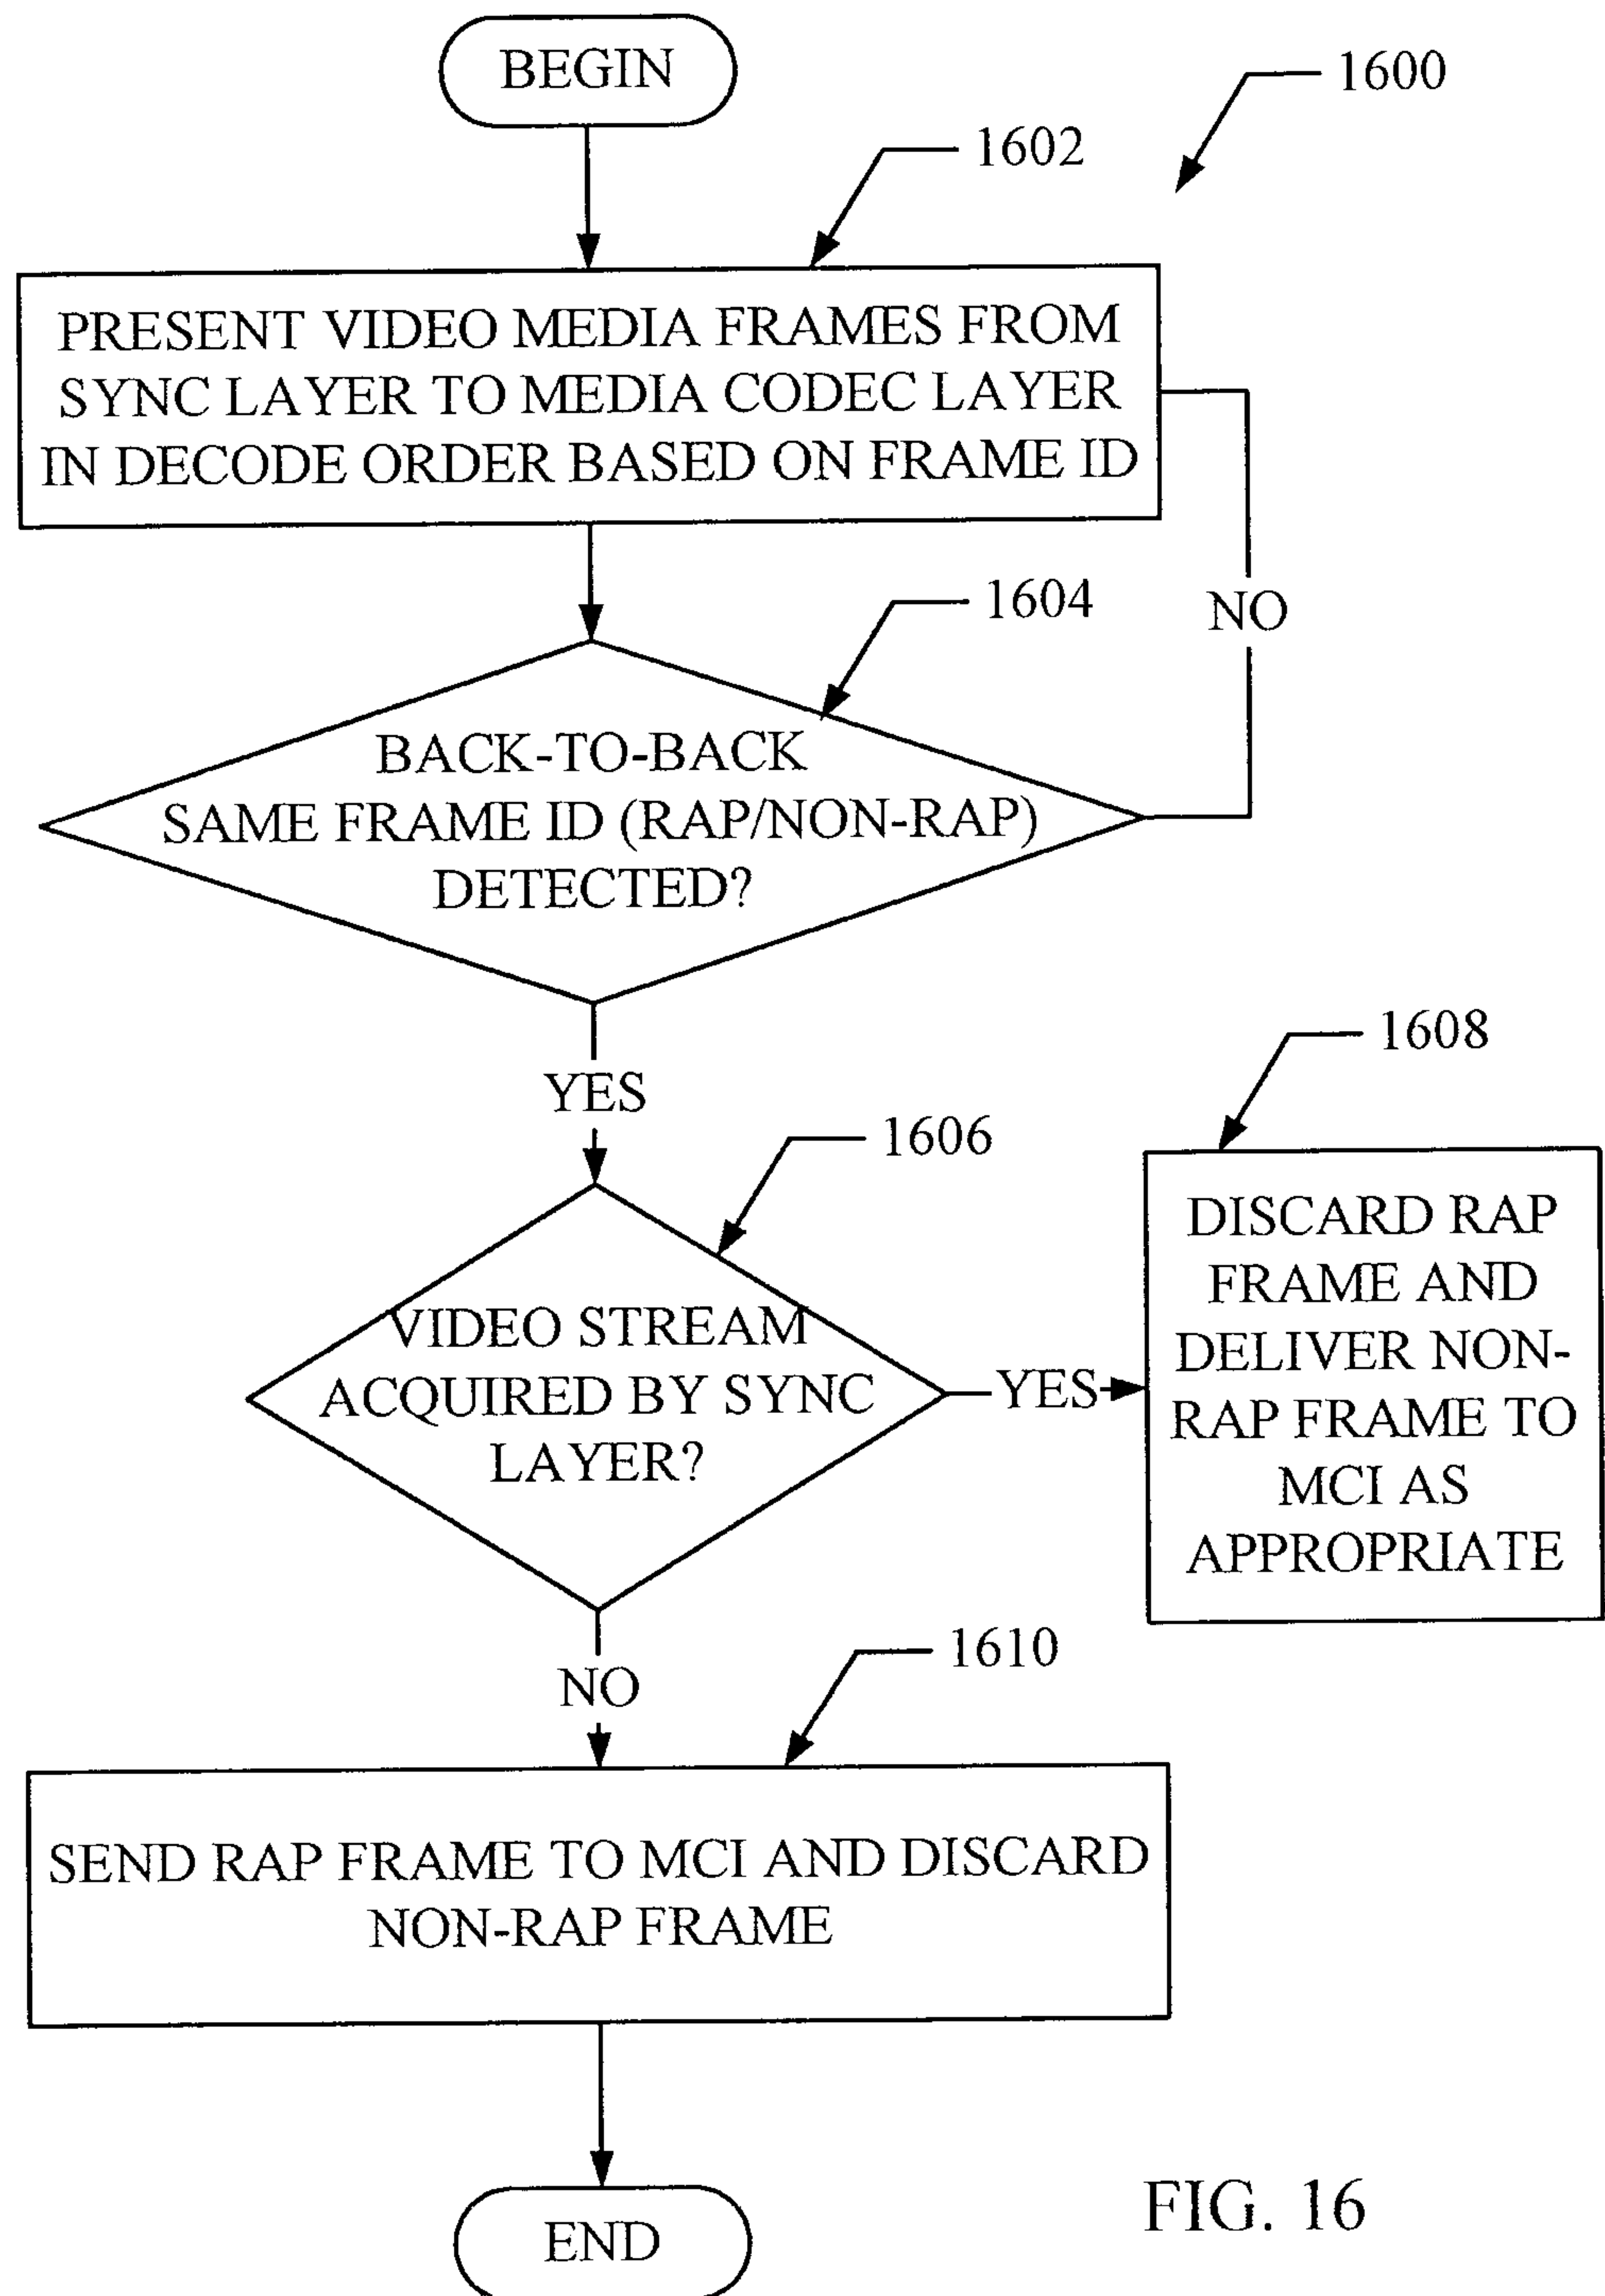 BEGIN
1600
1602
PRESENT VIDEO MEDIA FRAMES FROM
SYNC LAYER TO MEDIA CODEC LAYER
IN DECODE ORDER BASED ON FRAME ID
1604
NO
BACK-TO-BACK
SAME FRAME ID (RAP/NON-RAP)
DETECTED?
YES
1606
1608
VIDEO STREAM
ACQUIRED BY SYNC
LAYER?
YES
DISCARD RAP
FRAME AND
DELIVER NON-
RAP FRAME TO
MCI AS
APPROPRIATE
NO
1610
SEND RAP FRAME TO MCI AND DISCARD
NON-RAP FRAME
END
FIG. 16